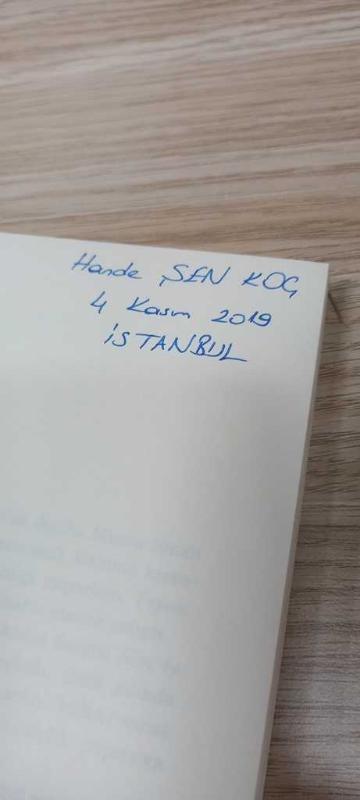 Hande ŞEN KOÇ
4 Kasım 2019
İSTANBUL